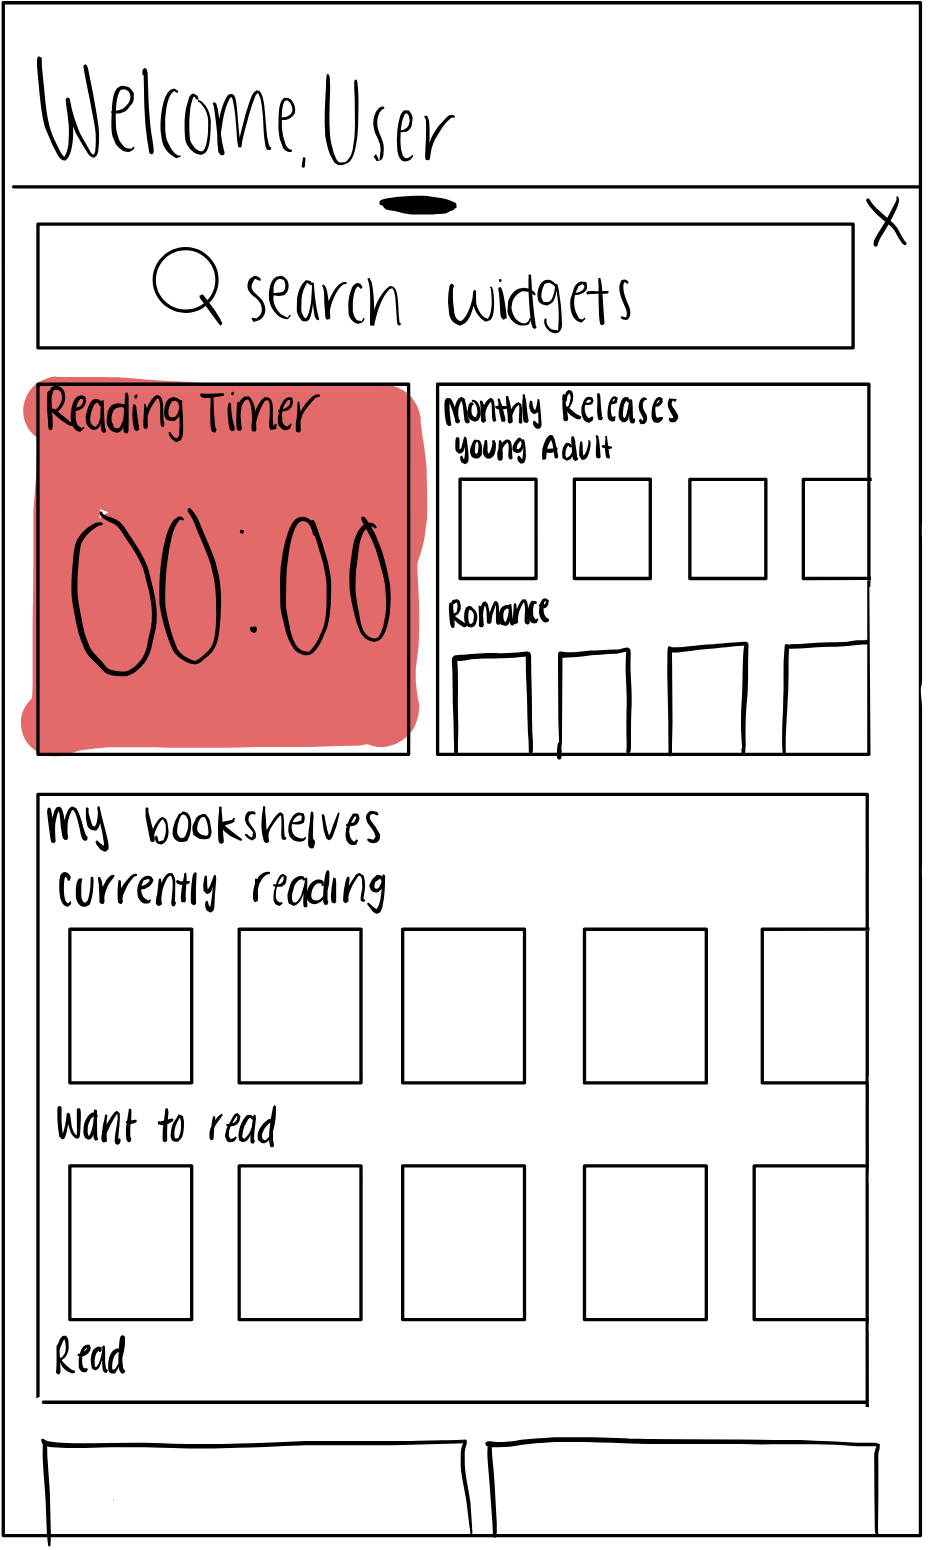 Welcome, User
X
search widgets
Reading Timer
00:00
Monthly Releases
Young Adult
Romance
my bookshelves
currently reading
Want to read
Read